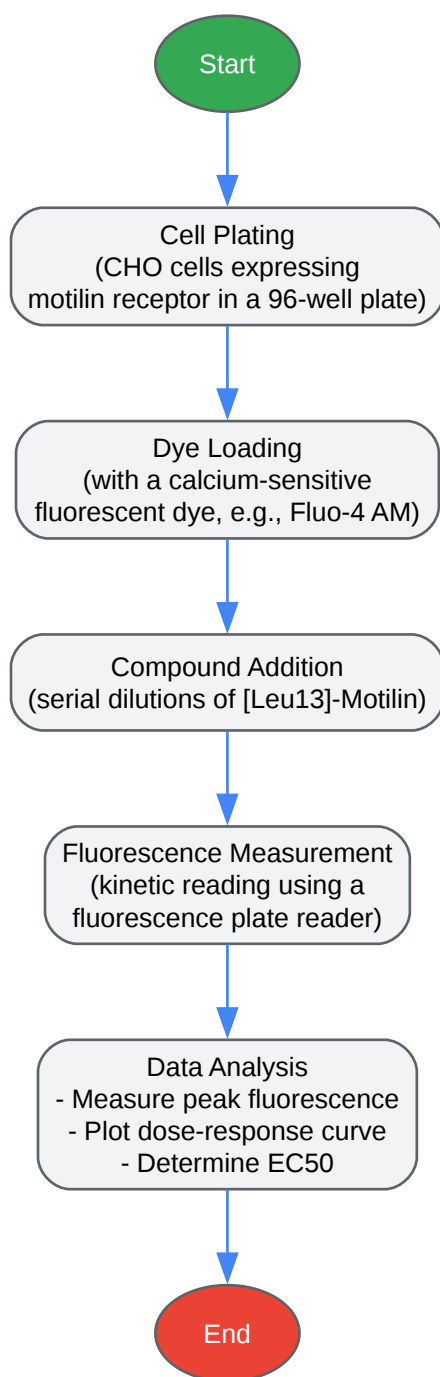 Start
Cell Plating
(CHO cells expressing
motilin receptor in a 96-well plate)
Dye Loading
(with a calcium-sensitive
fluorescent dye, e.g., Fluo-4 AM)
Compound Addition
(serial dilutions of [Leu13]-Motilin)
Fluorescence Measurement
(kinetic reading using a
fluorescence plate reader)
Data Analysis
- Measure peak fluorescence
- Plot dose-response curve
- Determine EC50
End